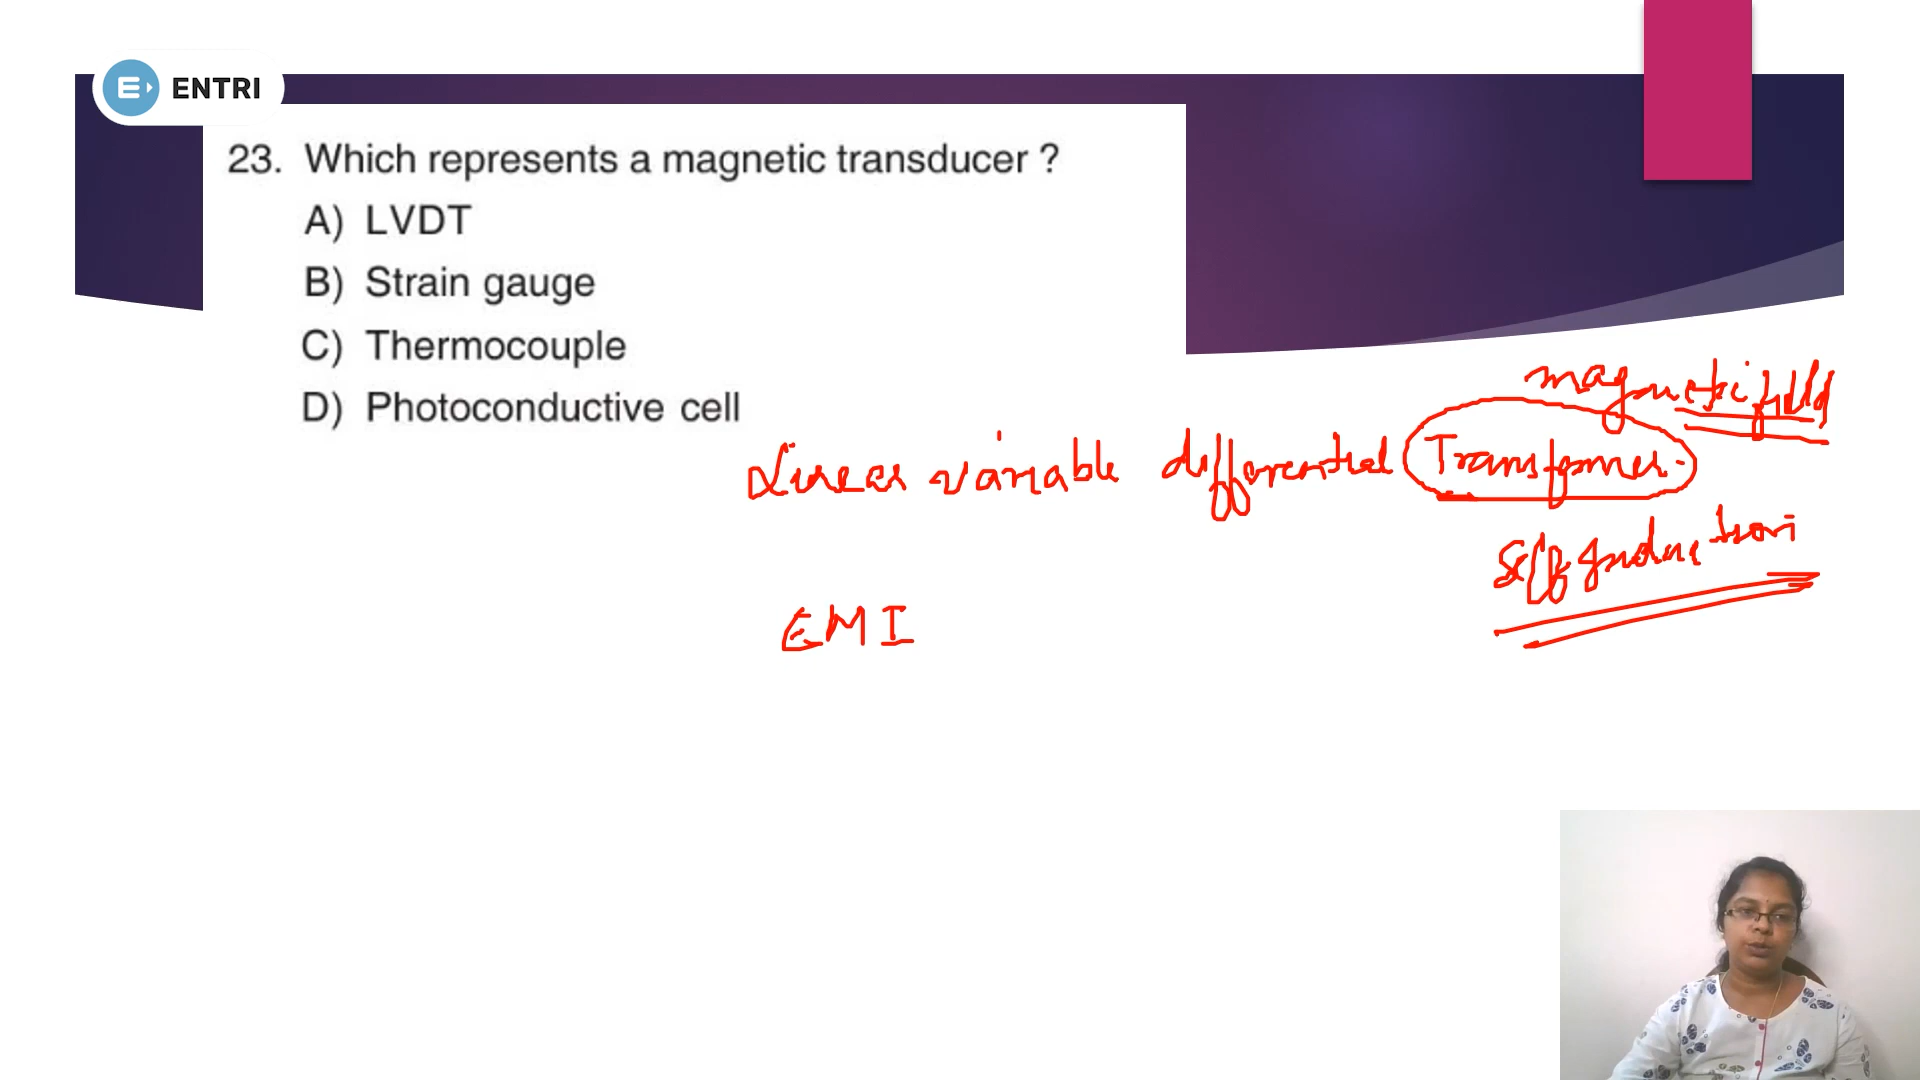 ENTRI
23. Which represents a magnetic transducer ?
A) LVDT
B) Strain gauge
C) Thermocouple
D) Photoconductive cell
magnetic field
Linear variable differential Transformer.
Self Induction
EMI